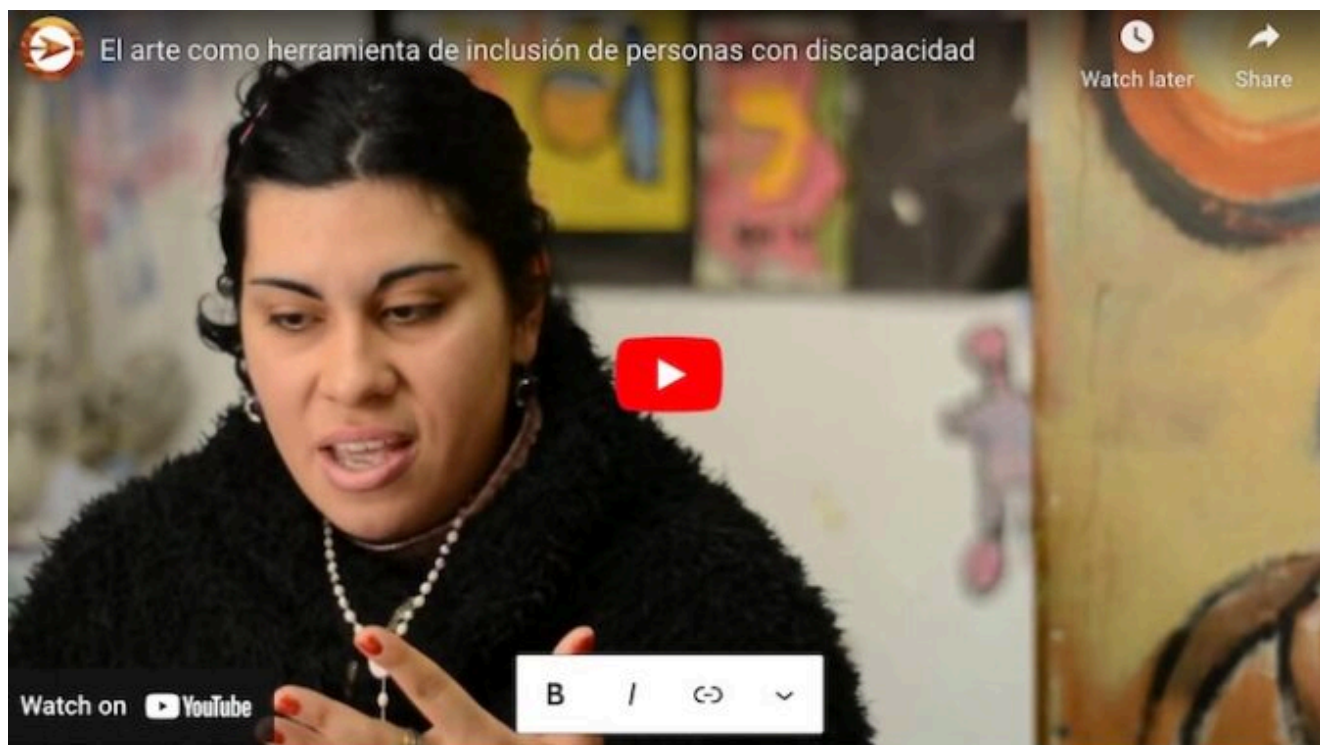 El arte como herramienta de inclusión de personas con discapacidad
Watch later
Share
Watch on YouTube
B I